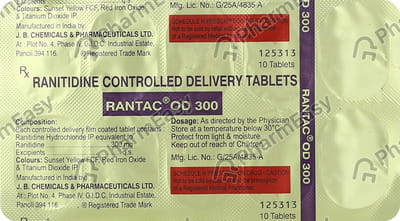 Excipients
Colours: Sunset Yellow FCF, Red Iron Oxide
& Titanium Dioxide IP.
Manufactured in India by:
J. B. CHEMICALS & PHARMACEUTICALS LTD.
At: Plot No. 4, Phase IV, G.I.D.C. Industrial Estate,
Panoli 394 116. ® Registered Trade Mark
Mfg. Lic. No.: G/25A/4835-A
125313
10 Tablets
Rx
RANITIDINE CONTROLLED DELIVERY TABLETS
RANTAC® OD 300
Composition:
Each controlled delivery film coated tablet contains:
Ranitidine Hydrochloride IP equivalent to
Ranitidine 300 mg
Excipients
Colours: Sunset Yellow FCF, Red Iron Oxide
& Titanium Dioxide IP.
Manufactured in India by:
J. B. CHEMICALS & PHARMACEUTICALS LTD.
At: Plot No. 4, Phase IV, G.I.D.C. Industrial Estate,
Panoli 394 116. ® Registered Trade Mark
Dosage: As directed by the Physician
Store at a temperature below 30°C
Protect from light & moisture.
Keep out of reach of Children.
Mfg. Lic. No.: G/25A/4835-A
125313
10 Tablets
RANTAC® OD 300
PharmEasy